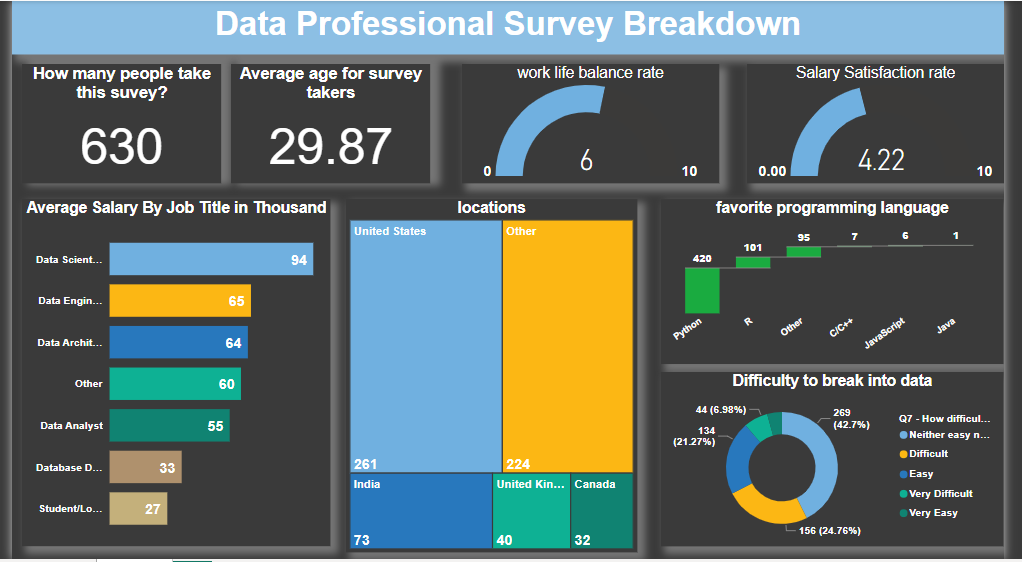 Data Professional Survey Breakdown
How many people take
this suvey?
630
Average age for survey
takers
29.87
work life balance rate
0
6
10
Salary Satisfaction rate
0.00
4.22
10
Average Salary By Job Title in Thousand
Data Scient...
94
Data Engin...
65
Data Archit...
64
Other
60
Data Analyst
55
Database D...
33
Student/Lo...
27
locations
United States
261
Other
224
India
73
United Kin...
40
Canada
32
favorite programming language
420
101
95
7
6
1
Python
R
Other
C/C++
JavaScript
Java
Difficulty to break into data
44 (6.98%)
134
(21.27%)
269
(42.7%)
156 (24.76%)
Q7 - How difficul...
Neither easy n...
Difficult
Easy
Very Difficult
Very Easy